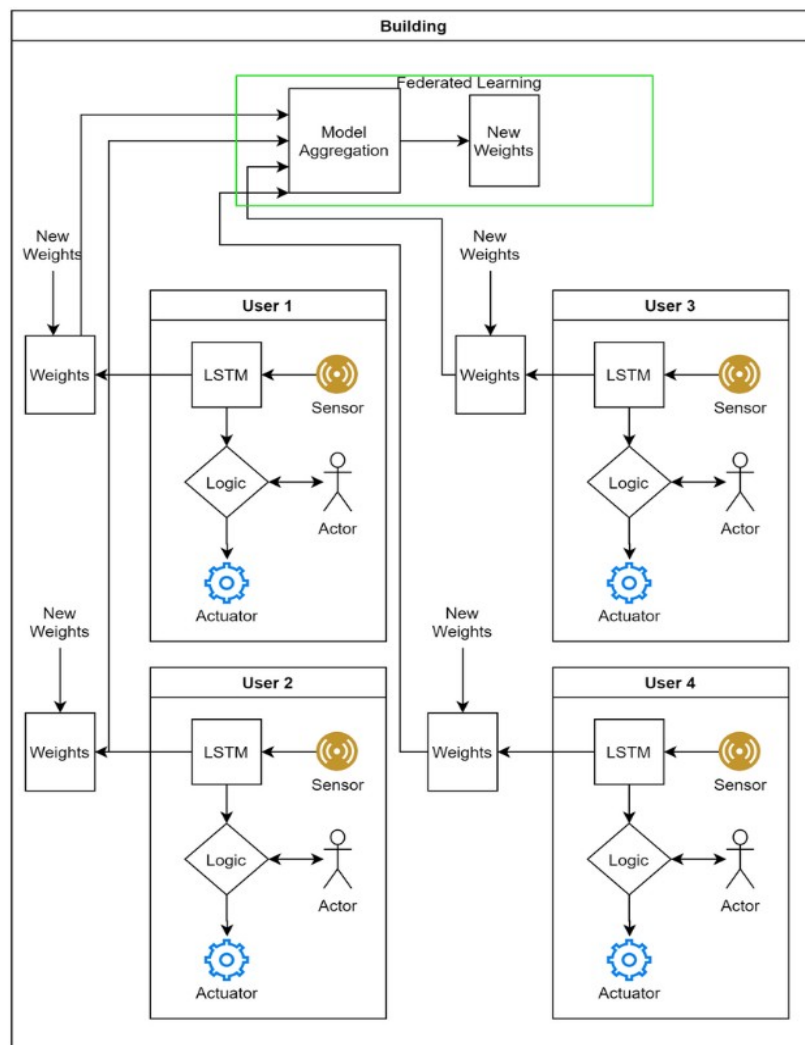 Building
Federated Learning
Model
Aggregation
New
Weights
New
Weights
New
Weights
User 1
User 3
Weights
LSTM
Sensor
Weights
LSTM
Sensor
Logic
Actor
Logic
Actor
Actuator
Actuator
New
Weights
New
Weights
User 2
User 4
Weights
LSTM
Sensor
Weights
LSTM
Sensor
Logic
Actor
Logic
Actor
Actuator
Actuator